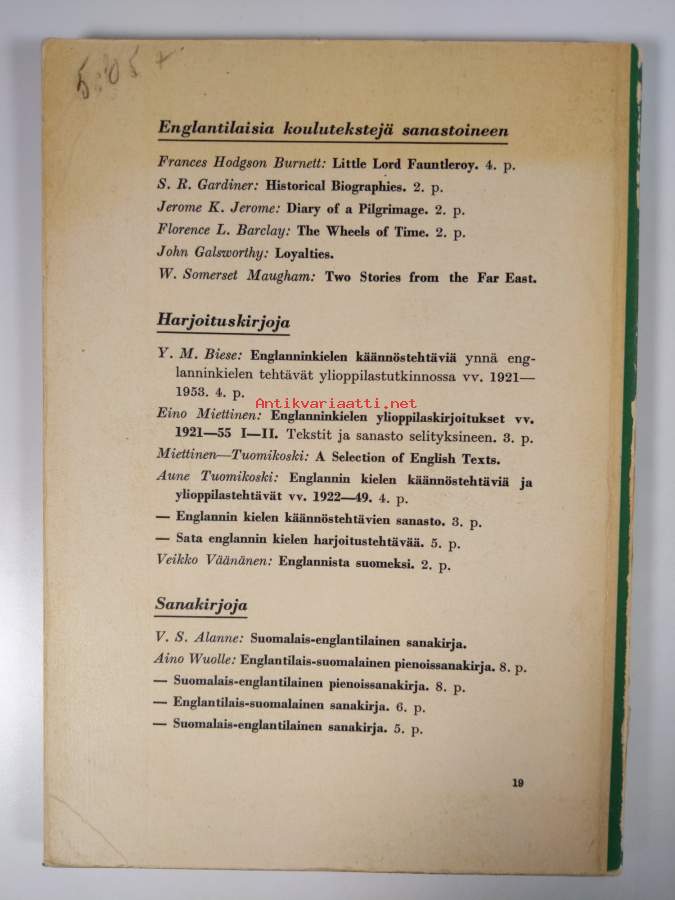 5:05 +
Englantilaisia koulutekstejä sanastoineen
Frances Hodgson Burnett: Little Lord Fauntleroy. 4. p.
S. R. Gardiner: Historical Biographies. 2. p.
Jerome K. Jerome: Diary of a Pilgrimage. 2. p.
Florence L. Barclay: The Wheels of Time. 2. p.
John Galsworthy: Loyalties.
W. Somerset Maugham: Two Stories from the Far East.
Harjoituskirjoja
Y. M. Biese: Englanninkielen käännöstehtäviä ynnä eng-
lanninkielen tehtävät ylioppilastutkinnossa vv. 1921—
1953. 4. p.
Antikvariaatti.net
Eino Miettinen: Englanninkielen ylioppilaskirjoitukset vv.
1921—55 I—II. Tekstit ja sanasto selityksineen. 3. p.
Miettinen—Tuomikoski: A Selection of English Texts.
Aune Tuomikoski: Englannin kielen käännöstehtäviä ja
ylioppilastehtävät vv. 1922—49. 4. p.
— Englannin kielen käännöstehtävien sanasto. 3. p.
— Sata englannin kielen harjoitustehtävää. 5. p.
Veikko Väänänen: Englannista suomeksi. 2. p.
Sanakirjoja
V. S. Alanne: Suomalais-englantilainen sanakirja.
Aino Wuolle: Englantilais-suomalainen pienoissanakirja. 8. p.
— Suomalais-englantilainen pienoissanakirja. 8. p.
— Englantilais-suomalainen sanakirja. 6. p.
— Suomalais-englantilainen sanakirja. 5. p.
19